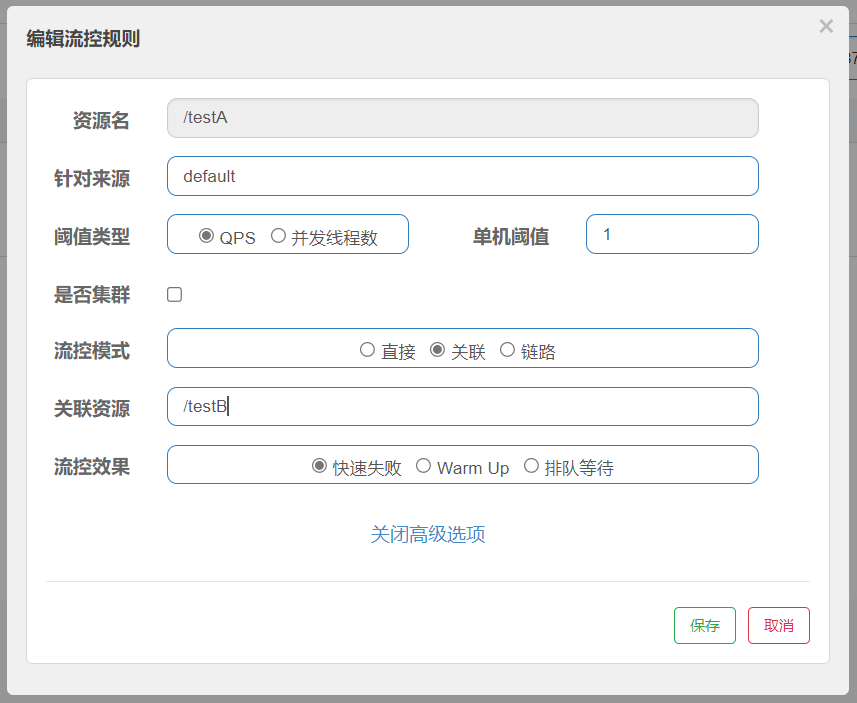 编辑流控规则
×
资源名 /testA
针对来源 default
阈值类型 QPS 并发线程数 单机阈值 1
是否集群
流控模式 直接 关联 链路
关联资源 /testB
流控效果 快速失败 Warm Up 排队等待
关闭高级选项
保存 取消